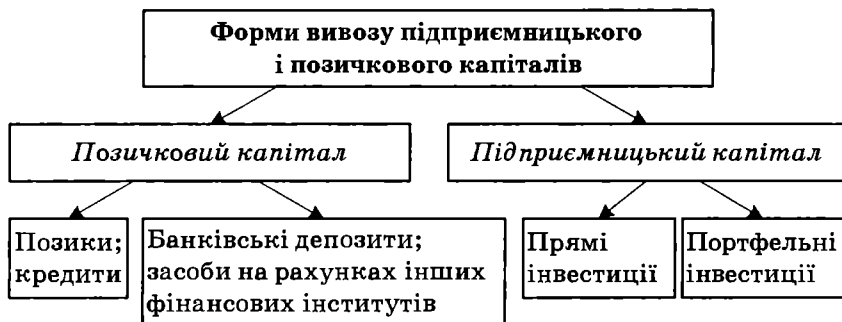 Форми вивозу підприємницького
і позичкового капіталів
Позичковий капітал
Підприємницький капітал
Позики;
кредити
Банківські депозити;
засоби на рахунках інших
фінансових інститутів
Прямі
інвестиції
Портфельні
інвестиції